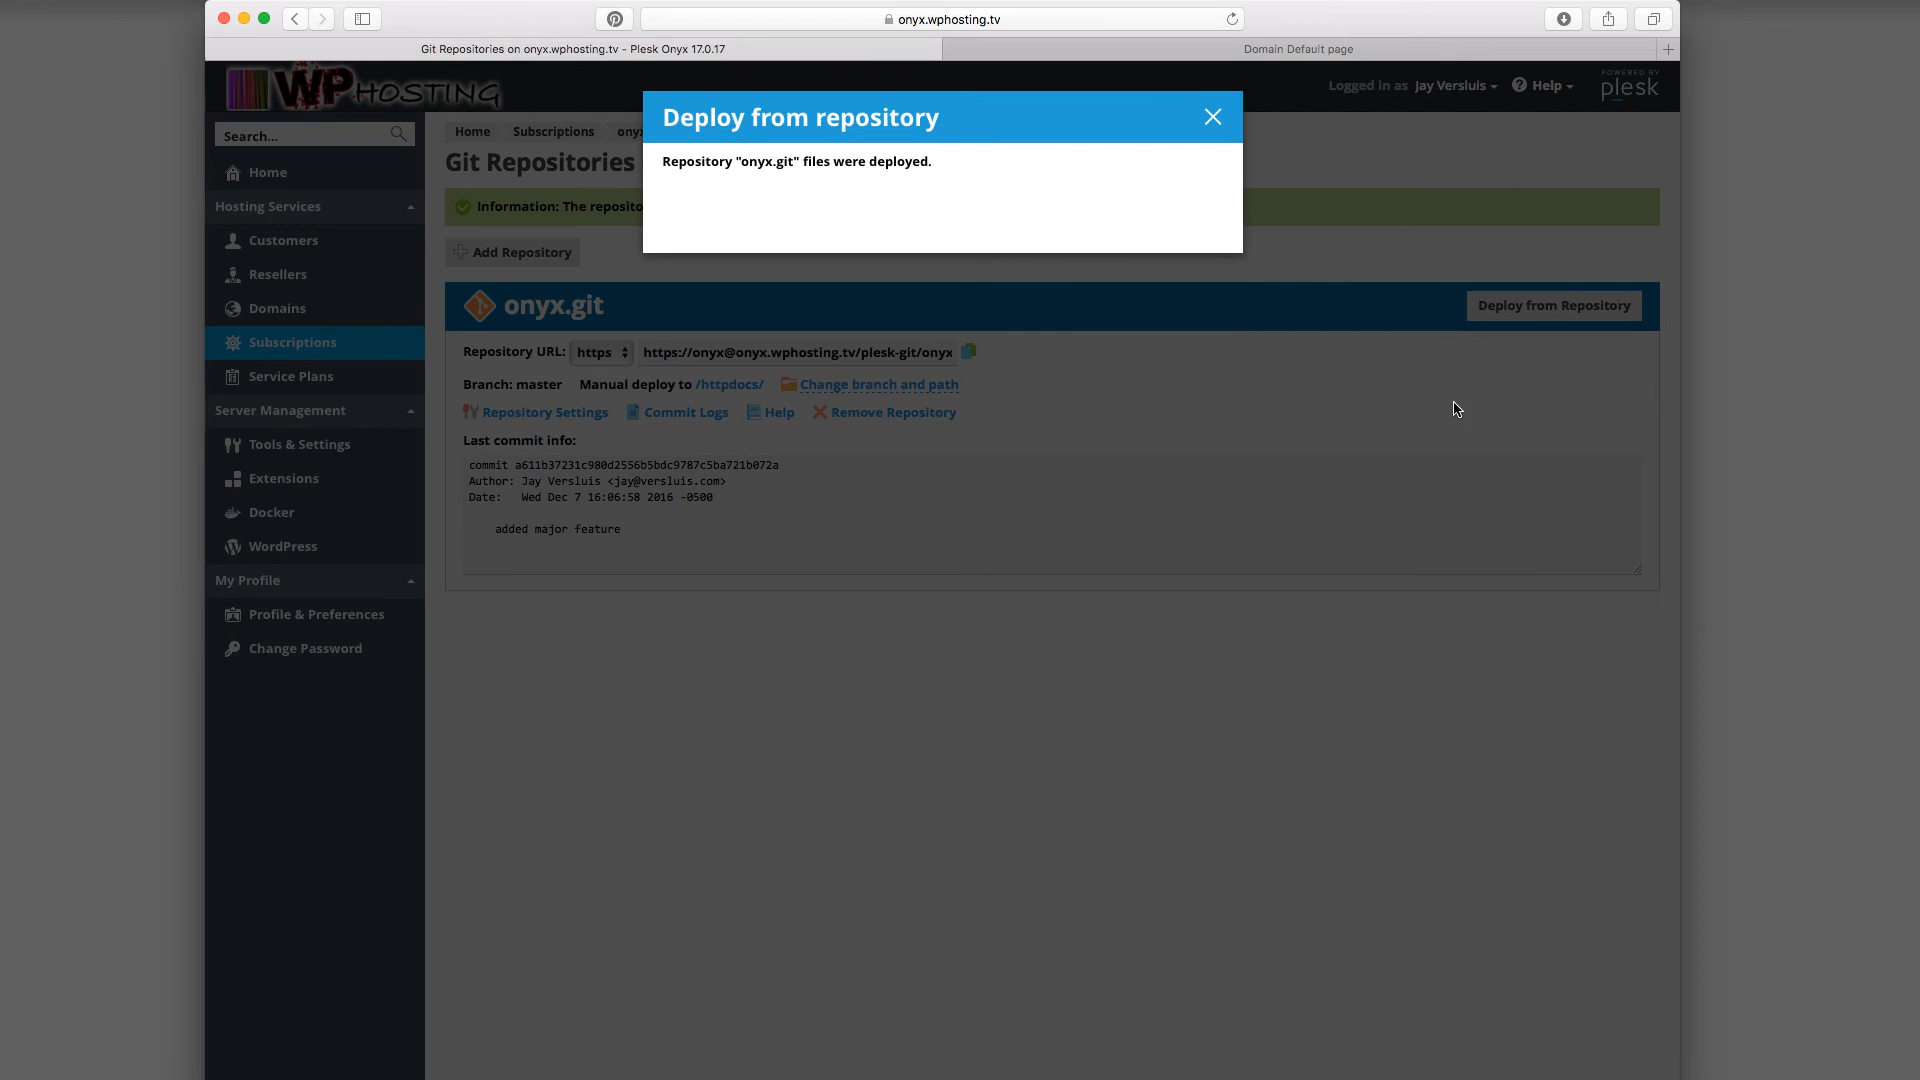 onyx.wphosting.tv
Git Repositories on onyx.wphosting.tv - Plesk Onyx 17.0.17
Domain Default page
WPHOSTING
Logged in as Jay Versluis
Help
POWERED BY
plesk
Deploy from repository
Repository "onyx.git" files were deployed.
Search...
Home
Hosting Services
Customers
Resellers
Domains
Subscriptions
Service Plans
Server Management
Tools & Settings
Extensions
Docker
WordPress
My Profile
Profile & Preferences
Change Password
Home Subscriptions
Git Repositories
Information: The
Add Repository
onyx.git
Deploy from Repository
Repository URL: https https://onyx@onyx.wphosting.tv/plesk-git/onyx
Branch: master Manual deploy to /httpdocs/ Change branch and path
Repository Settings Commit Logs Help Remove Repository
Last commit info:
commit a611b37231c980d2556b5bdc9787c5ba721b072a
Author: Jay Versluis <jay@versluis.com>
Date: Wed Dec 7 16:06:58 2016 -0500
added major feature